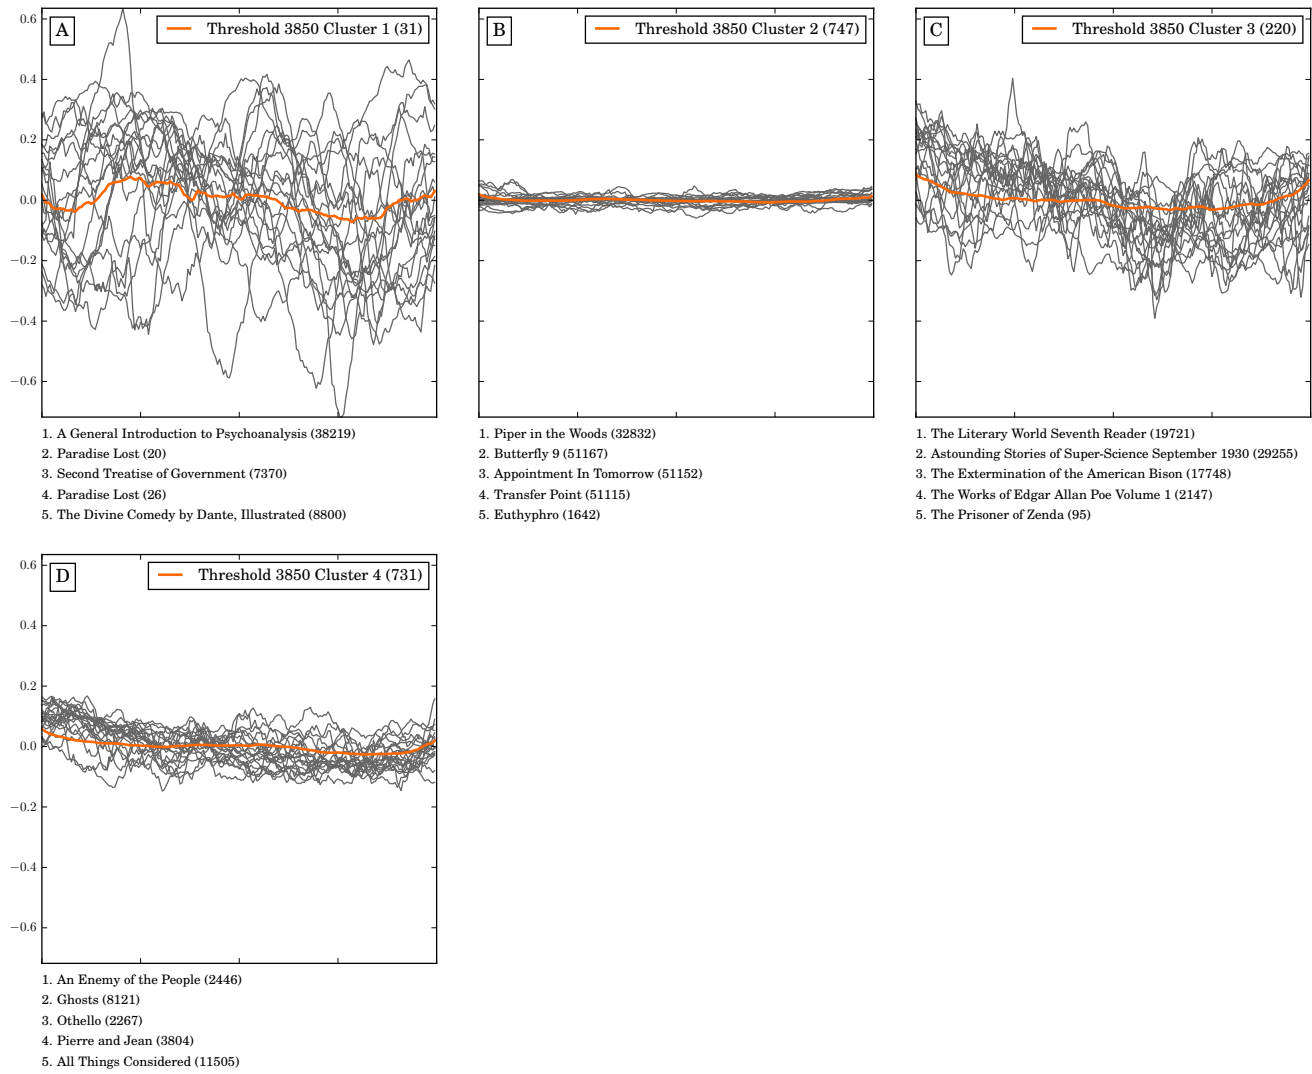 A
Threshold 3850 Cluster 1 (31)
B
Threshold 3850 Cluster 2 (747)
C
Threshold 3850 Cluster 3 (220)
0.6
0.4
0.2
0.0
−0.2
−0.4
−0.6
1. A General Introduction to Psychoanalysis (38219)
2. Paradise Lost (20)
3. Second Treatise of Government (7370)
4. Paradise Lost (26)
5. The Divine Comedy by Dante, Illustrated (8800)
1. Piper in the Woods (32832)
2. Butterfly 9 (51167)
3. Appointment In Tomorrow (51152)
4. Transfer Point (51115)
5. Euthyphro (1642)
1. The Literary World Seventh Reader (19721)
2. Astounding Stories of Super-Science September 1930 (29255)
3. The Extermination of the American Bison (17748)
4. The Works of Edgar Allan Poe Volume 1 (2147)
5. The Prisoner of Zenda (95)
D
Threshold 3850 Cluster 4 (731)
0.6
0.4
0.2
0.0
−0.2
−0.4
−0.6
1. An Enemy of the People (2446)
2. Ghosts (8121)
3. Othello (2267)
4. Pierre and Jean (3804)
5. All Things Considered (11505)